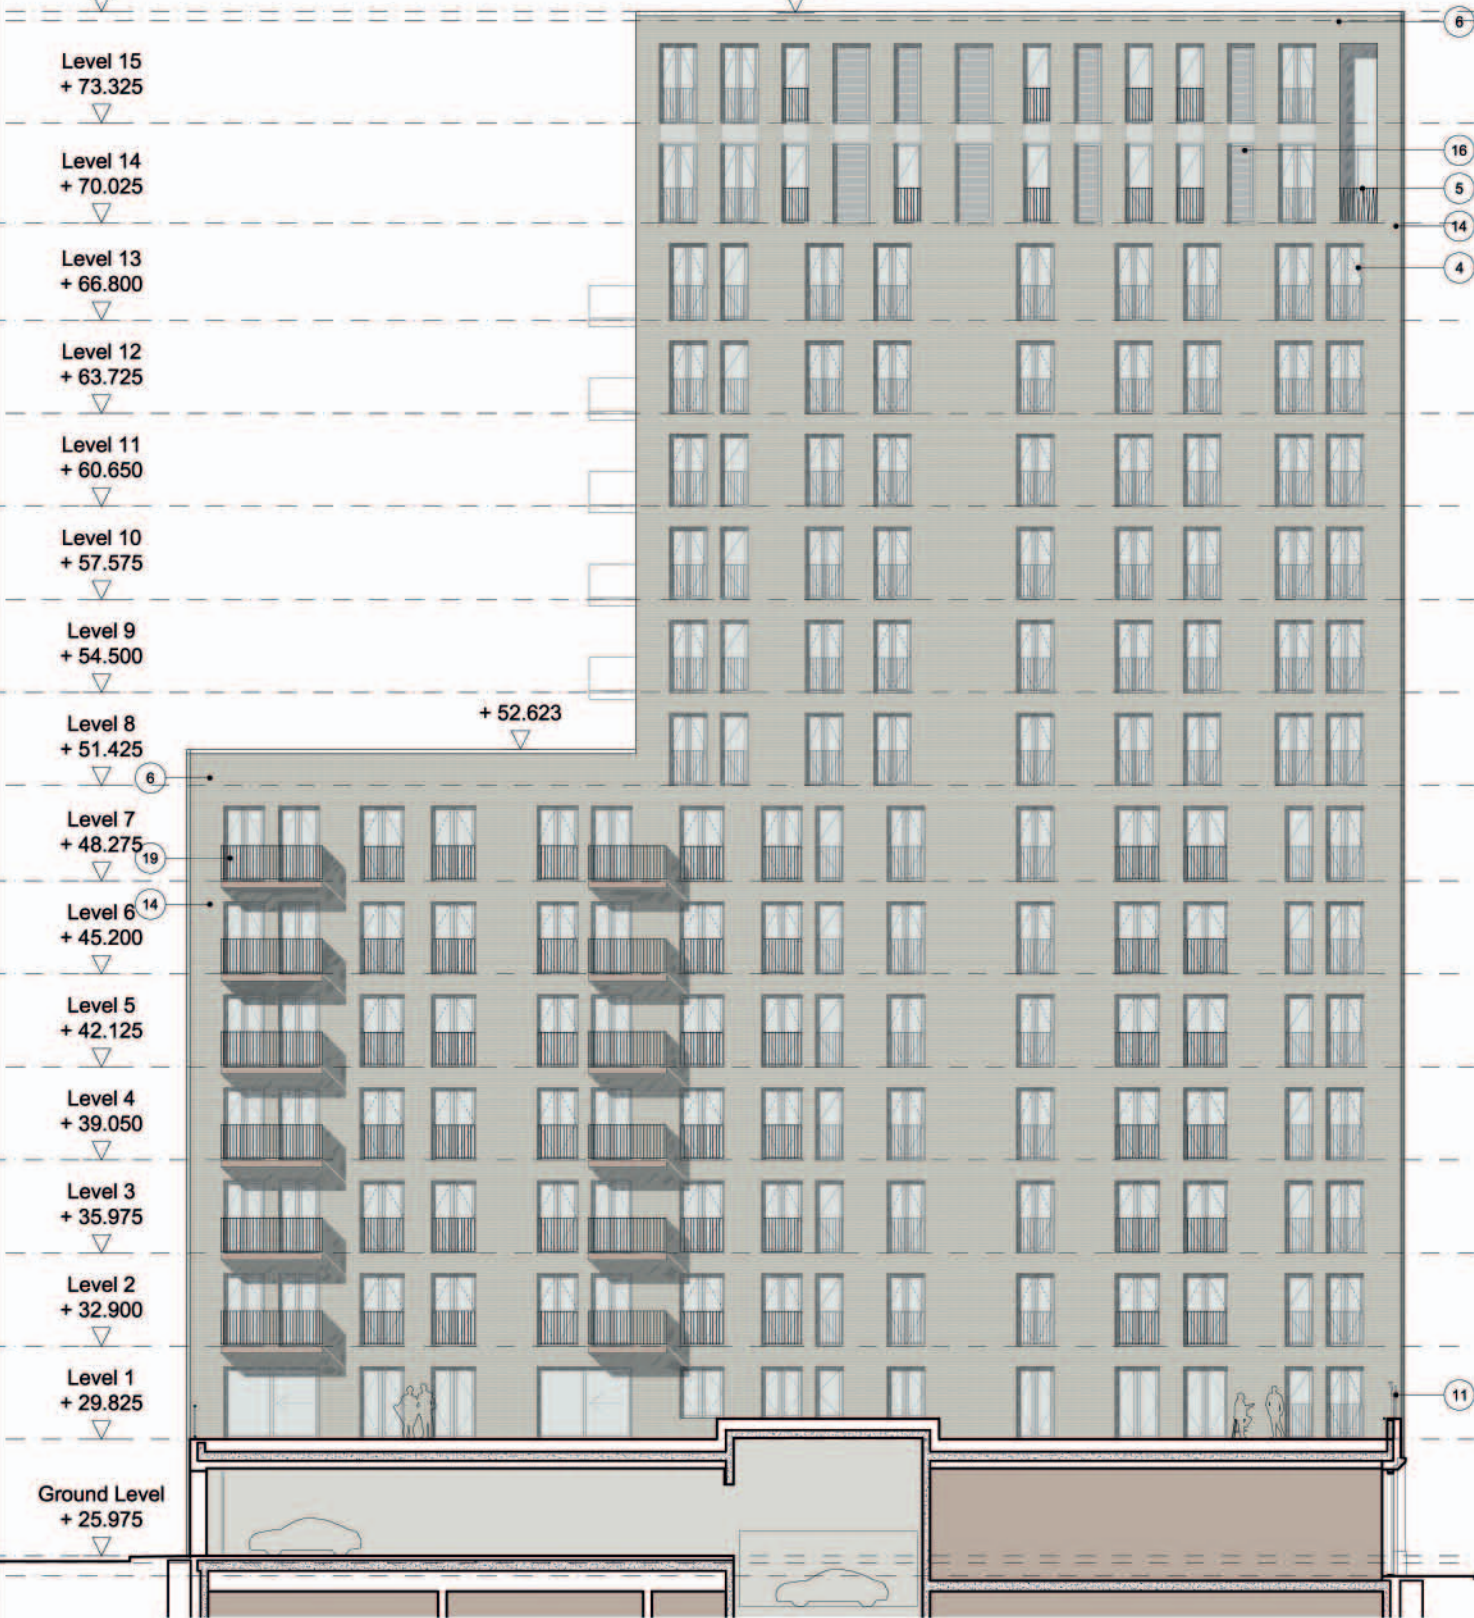 6
Level 15
+ 73.325
Level 14
+ 70.025
16
5
14
Level 13
+ 66.800
4
Level 12
+ 63.725
Level 11
+ 60.650
Level 10
+ 57.575
Level 9
+ 54.500
+ 52.623
Level 8
+ 51.425
6
Level 7
+ 48.275
19
Level 6
14
+ 45.200
Level 5
+ 42.125
Level 4
+ 39.050
Level 3
+ 35.975
Level 2
+ 32.900
Level 1
+ 29.825
11
Ground Level
+ 25.975